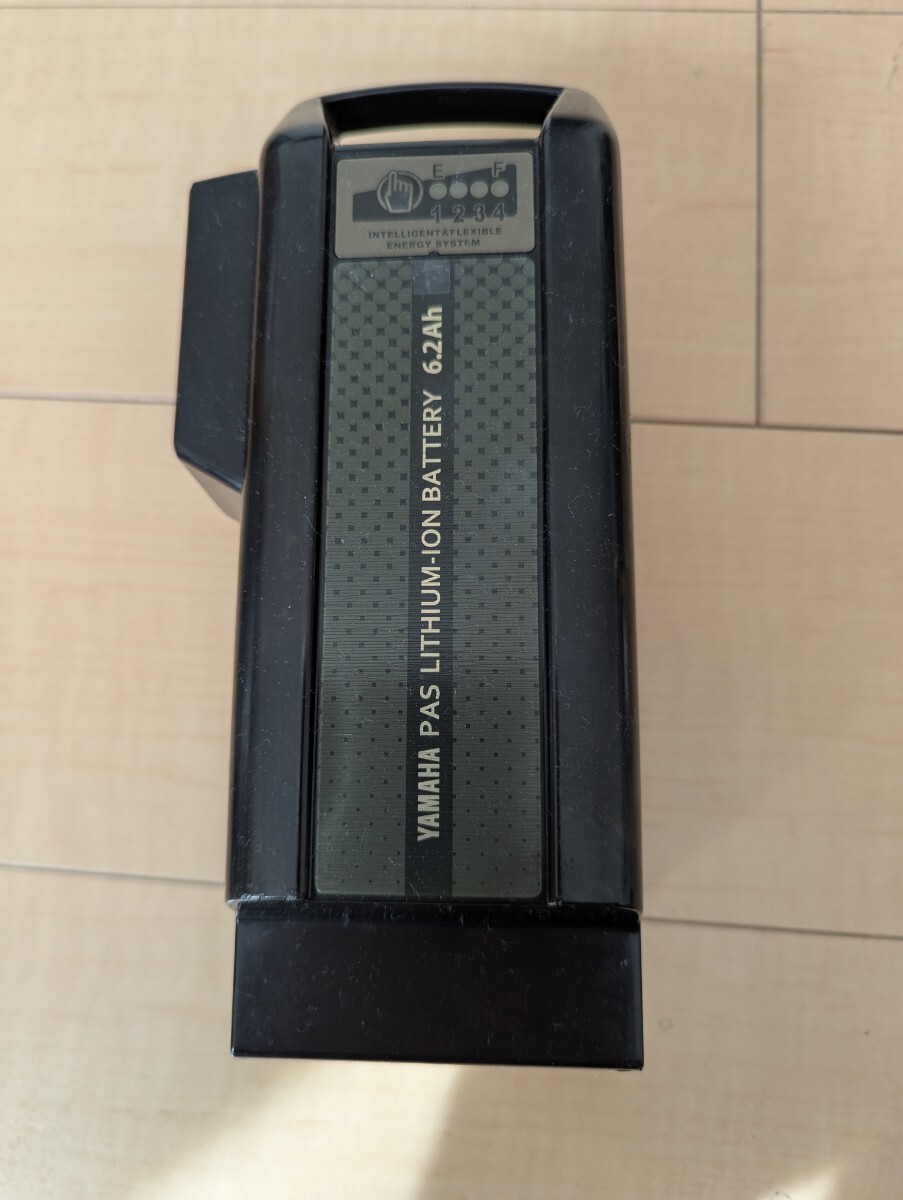 E F
1 2 3 4
INTELLIGENT&FLEXIBLE
ENERGY SYSTEM
YAMAHA PAS LITHIUM-ION BATTERY 6.2Ah